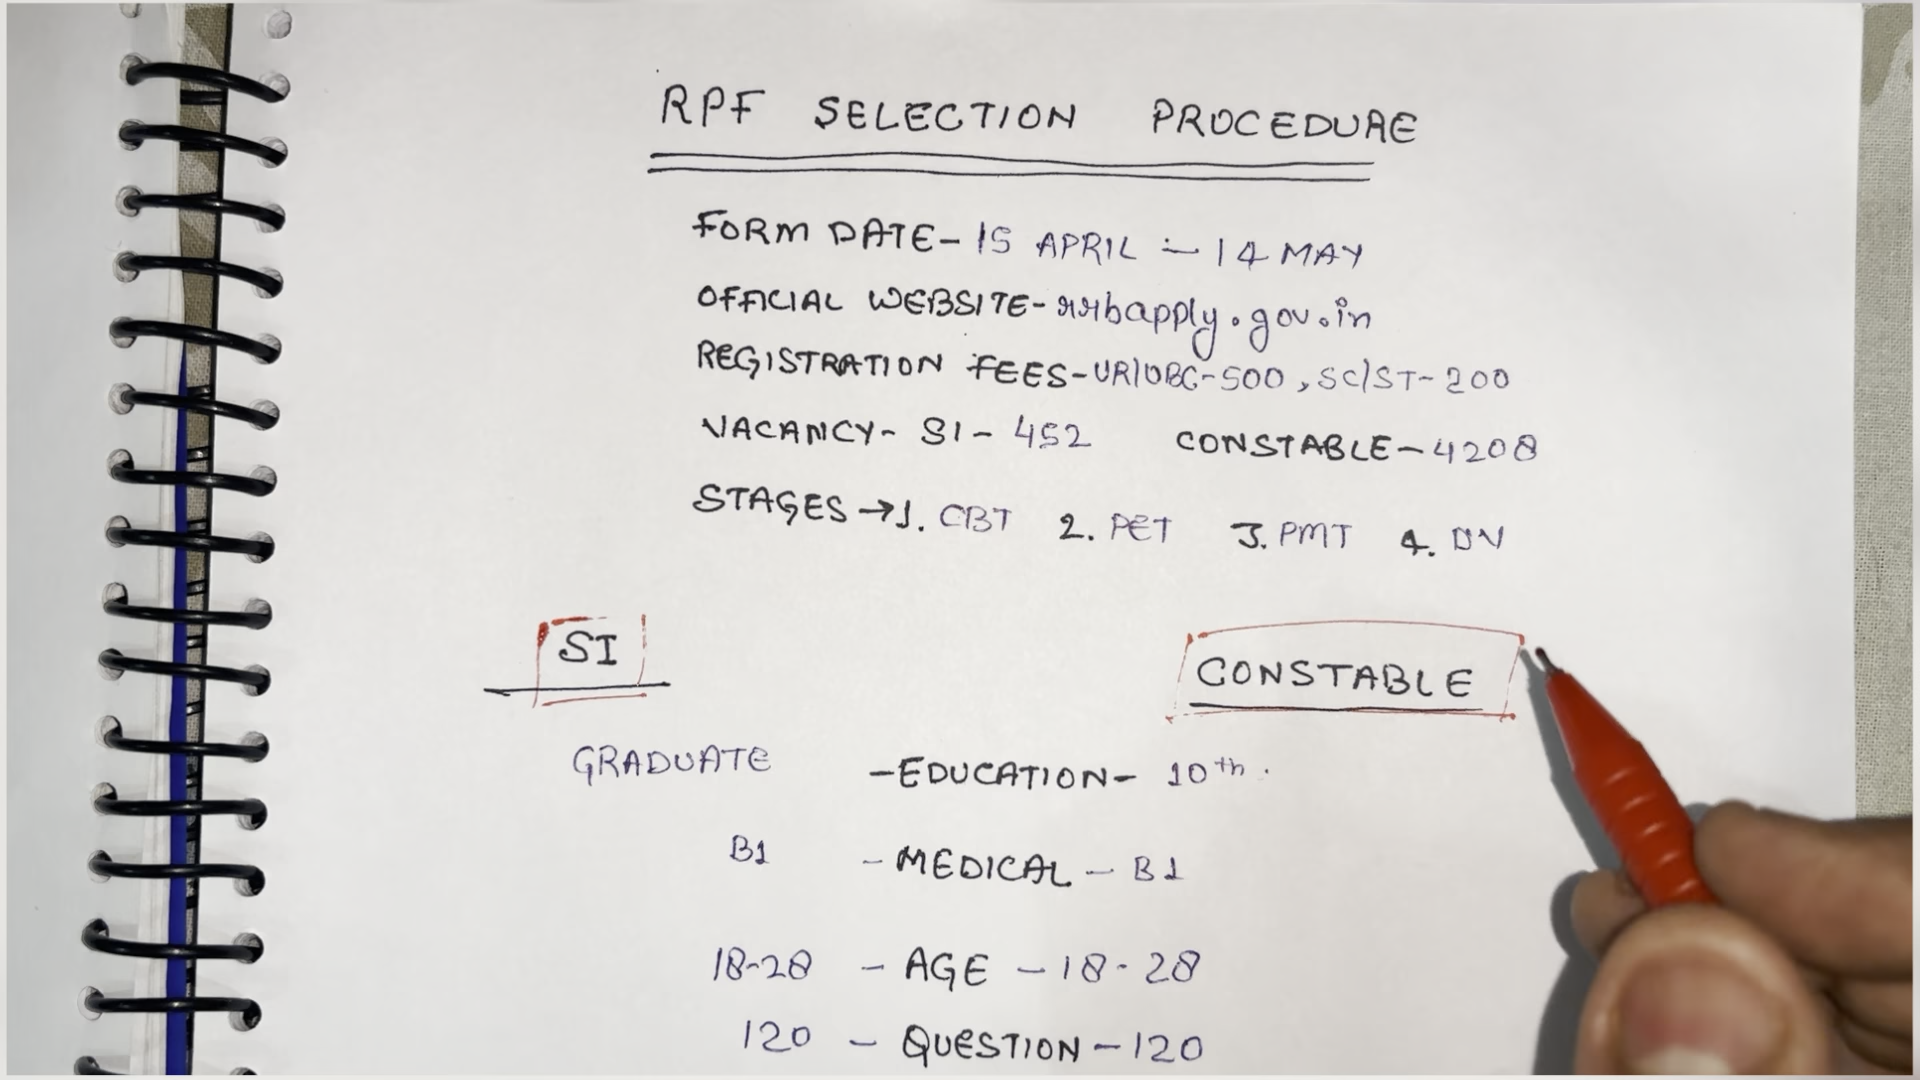 RPF SELECTION PROCEDURE
FORM DATE- 15 APRIL - 14 MAY
OFFICIAL WEBSITE- rrbapply.gov.in
REGISTRATION FEES-UR/OBC-500, SC/ST-200
VACANCY- SI- 452 CONSTABLE-4208
STAGES → 1. CBT 2. PET 3. PMT 4. DV
SI CONSTABLE
GRADUATE -EDUCATION- 10th.
B1 - MEDICAL - B1
18-28 - AGE - 18-28
120 - QUESTION - 120